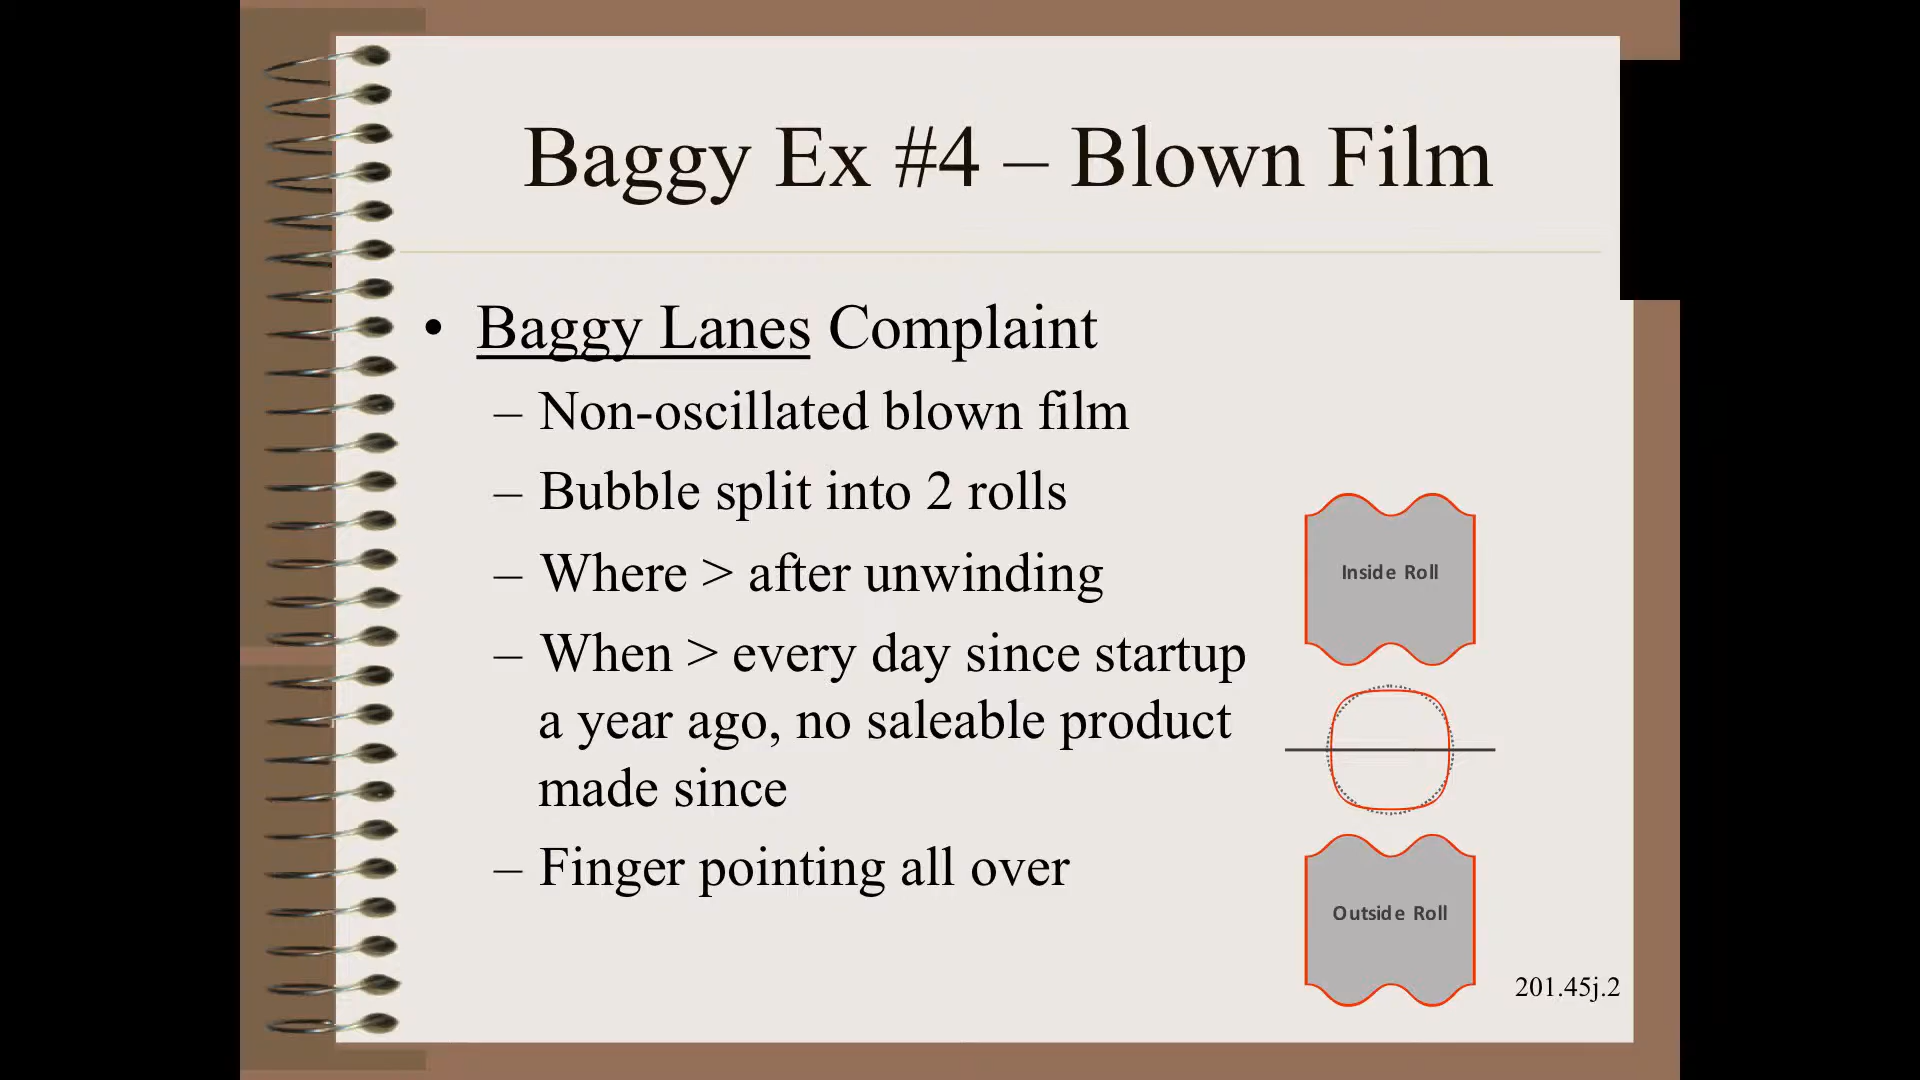 Baggy Ex #4 – Blown Film
• Baggy Lanes Complaint
– Non-oscillated blown film
– Bubble split into 2 rolls
– Where > after unwinding
– When > every day since startup
a year ago, no saleable product
made since
– Finger pointing all over
Inside Roll
Outside Roll
201.45j.2